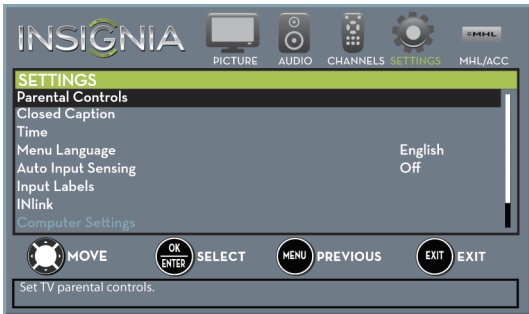 INSIGNIA
PICTURE AUDIO CHANNELS SETTINGS MHL/ACC
MHL
SETTINGS
Parental Controls
Closed Caption
Time
Menu Language English
Auto Input Sensing Off
Input Labels
INlink
Computer Settings
MOVE OK ENTER SELECT MENU PREVIOUS EXIT EXIT
Set TV parental controls.